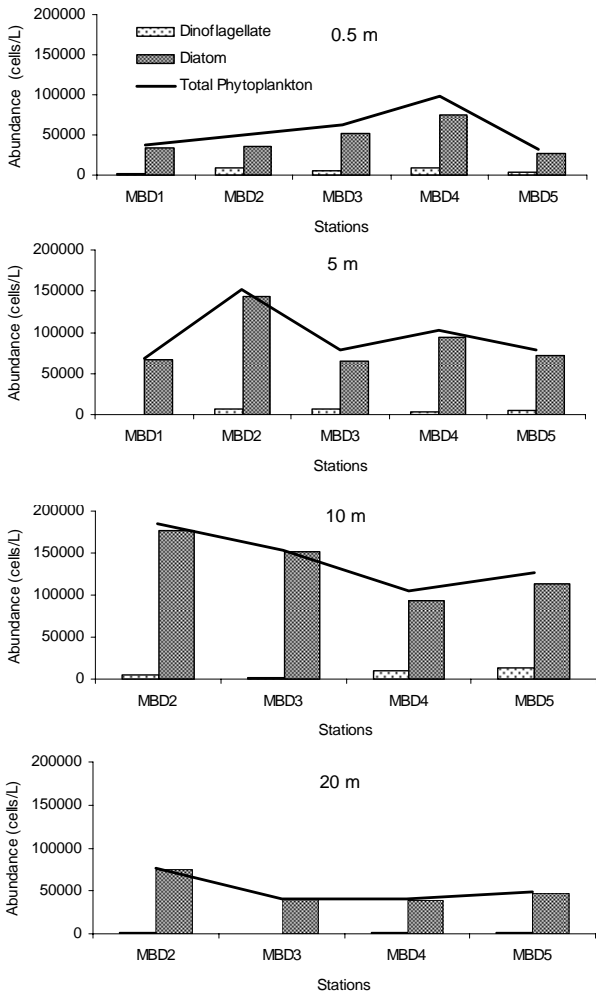 0.5 m
Dinoflagellate
Diatom
Total Phytoplankton
Abundance (cells/L)
200000
150000
100000
50000
0
MBD1 MBD2 MBD3 MBD4 MBD5
Stations
5 m
Abundance (cells/L)
200000
150000
100000
50000
0
MBD1 MBD2 MBD3 MBD4 MBD5
Stations
10 m
Abundance (cells/L)
200000
150000
100000
50000
0
MBD2 MBD3 MBD4 MBD5
Stations
20 m
Abundance (cells/L)
200000
150000
100000
50000
0
MBD2 MBD3 MBD4 MBD5
Stations